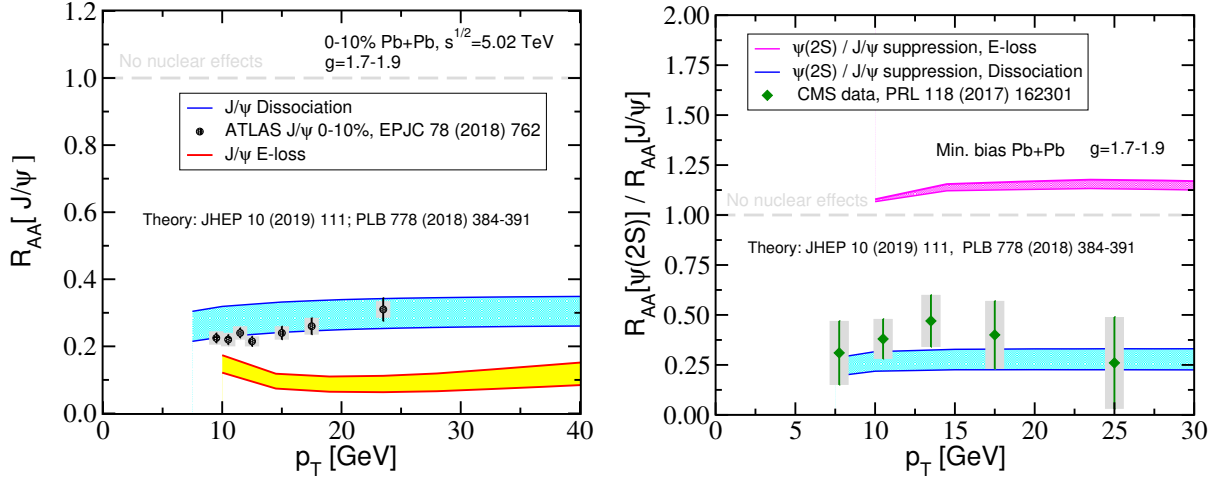 0-10% Pb+Pb, s^1/2=5.02 TeV
g=1.7-1.9
No nuclear effects
J/ψ Dissociation
ATLAS J/ψ 0-10%, EPJC 78 (2018) 762
J/ψ E-loss
Theory: JHEP 10 (2019) 111; PLB 778 (2018) 384-391
R_AA[ J/ψ ]
1.2
1.0
0.8
0.6
0.4
0.2
0.0
0 10 20 30 40
p_T [GeV]
ψ(2S) / J/ψ suppression, E-loss
ψ(2S) / J/ψ suppression, Dissociation
CMS data, PRL 118 (2017) 162301
Min. bias Pb+Pb g=1.7-1.9
No nuclear effects
Theory: JHEP 10 (2019) 111, PLB 778 (2018) 384-391
R_AA[ψ(2S)] / R_AA[J/ψ]
2.00
1.75
1.50
1.25
1.00
0.75
0.50
0.25
0.00
0 5 10 15 20 25 30
p_T [GeV]